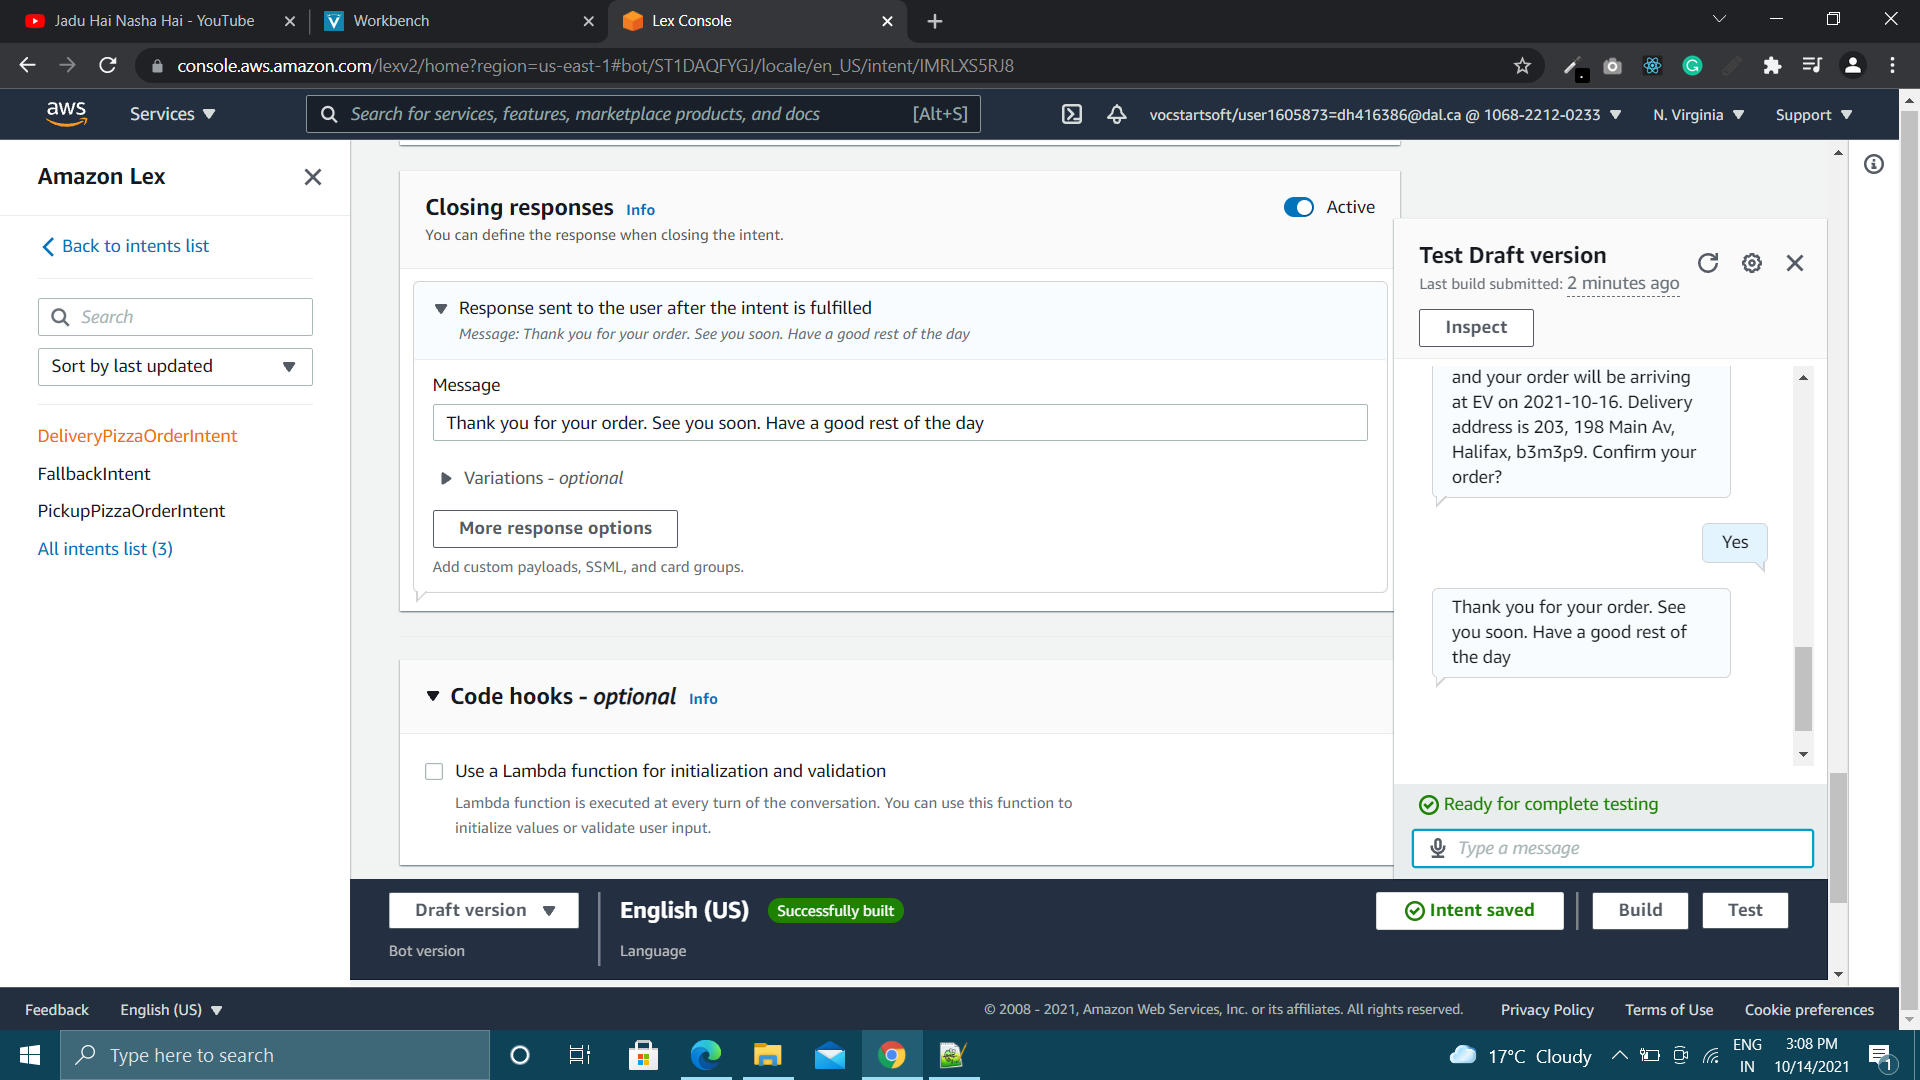 Jadu Hai Nasha Hai - YouTube
Workbench
Lex Console
console.aws.amazon.com/lexv2/home?region=us-east-1#bot/ST1DAQFYGJ/locale/en_US/intent/IMRLXS5RJ8
aws
Services
Search for services, features, marketplace products, and docs
[Alt+S]
vocstartsoft/user1605873=dh416386@dal.ca @ 1068-2212-0233
N. Virginia
Support
Amazon Lex
Back to intents list
Search
Sort by last updated
DeliveryPizzaOrderIntent
FallbackIntent
PickupPizzaOrderIntent
All intents list (3)
Closing responses Info
Active
You can define the response when closing the intent.
Response sent to the user after the intent is fulfilled
Message: Thank you for your order. See you soon. Have a good rest of the day
Message
Thank you for your order. See you soon. Have a good rest of the day
Variations - optional
More response options
Add custom payloads, SSML, and card groups.
Code hooks - optional Info
Use a Lambda function for initialization and validation
Lambda function is executed at every turn of the conversation. You can use this function to
initialize values or validate user input.
Test Draft version
Last build submitted: 2 minutes ago
Inspect
and your order will be arriving
at EV on 2021-10-16. Delivery
address is 203, 198 Main Av,
Halifax, b3m3p9. Confirm your
order?
Yes
Thank you for your order. See
you soon. Have a good rest of
the day
Ready for complete testing
Type a message
Draft version
Bot version
English (US)
Successfully built
Language
Intent saved
Build
Test
Feedback
English (US)
© 2008 - 2021, Amazon Web Services, Inc. or its affiliates. All rights reserved.
Privacy Policy
Terms of Use
Cookie preferences
Type here to search
17°C Cloudy
ENG
IN
3:08 PM
10/14/2021
1